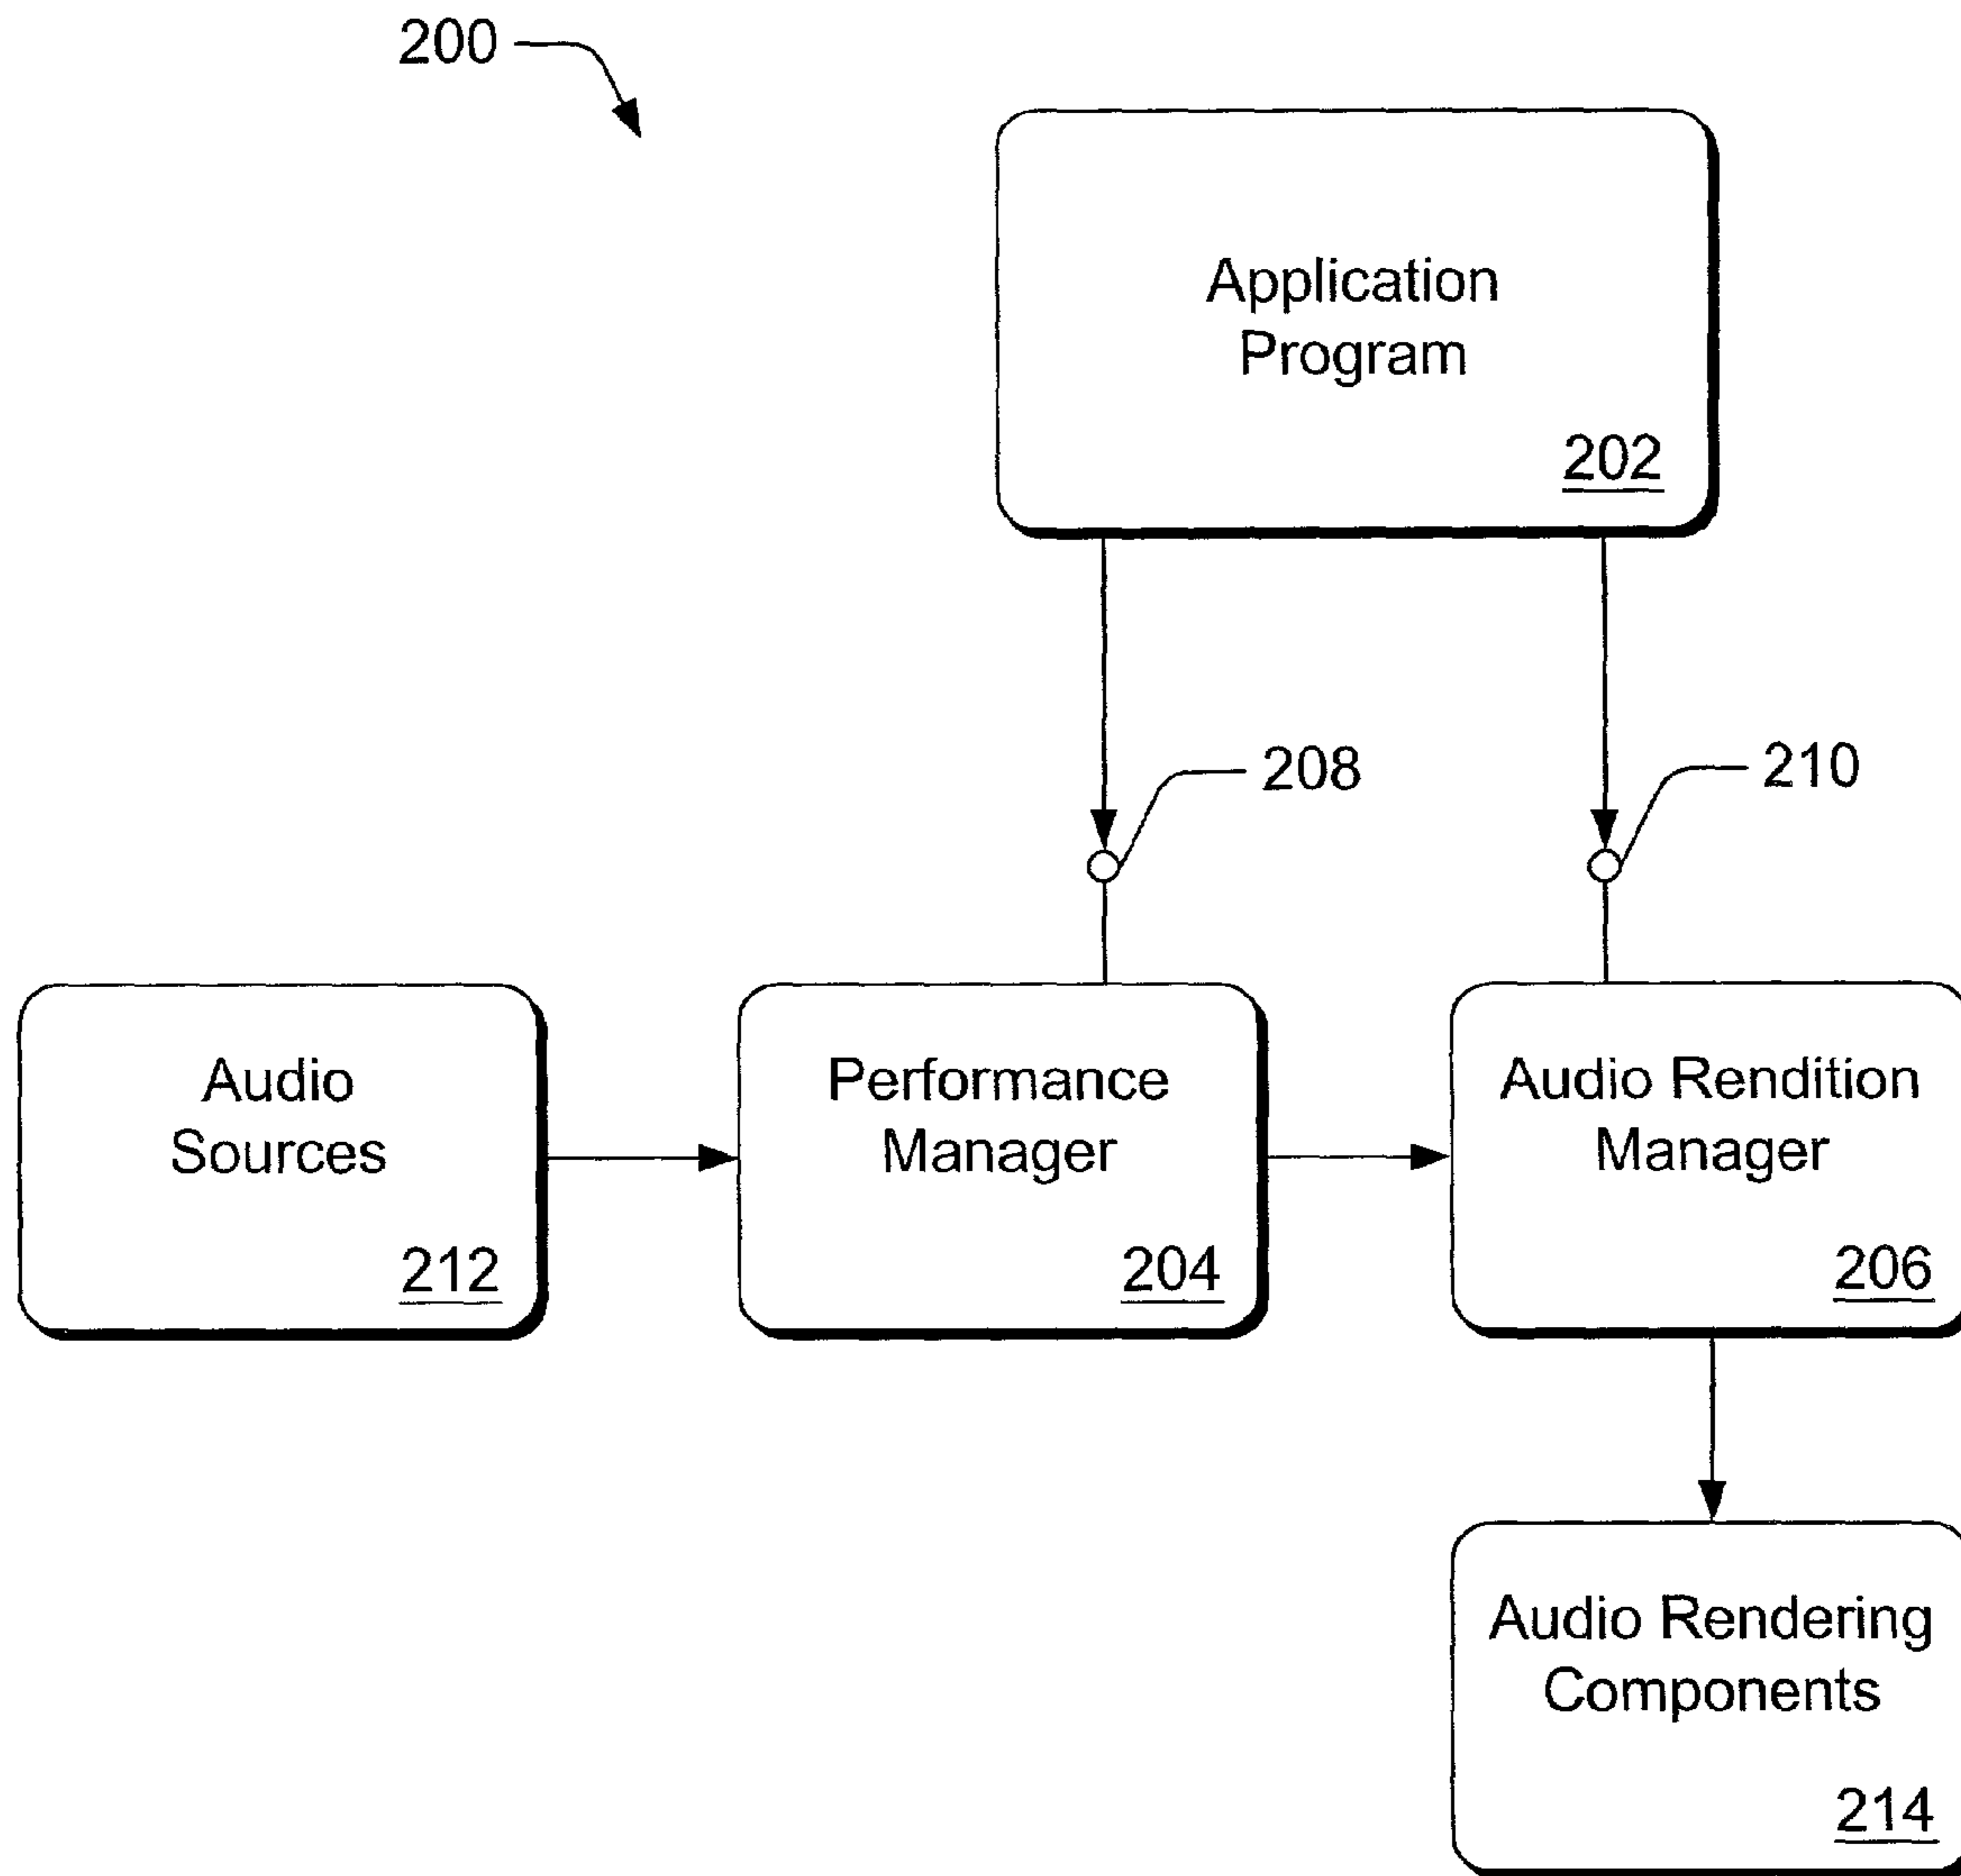 200
Application
Program
202
208
210
Audio
Sources
212
Performance
Manager
204
Audio Rendition
Manager
206
Audio Rendering
Components
214